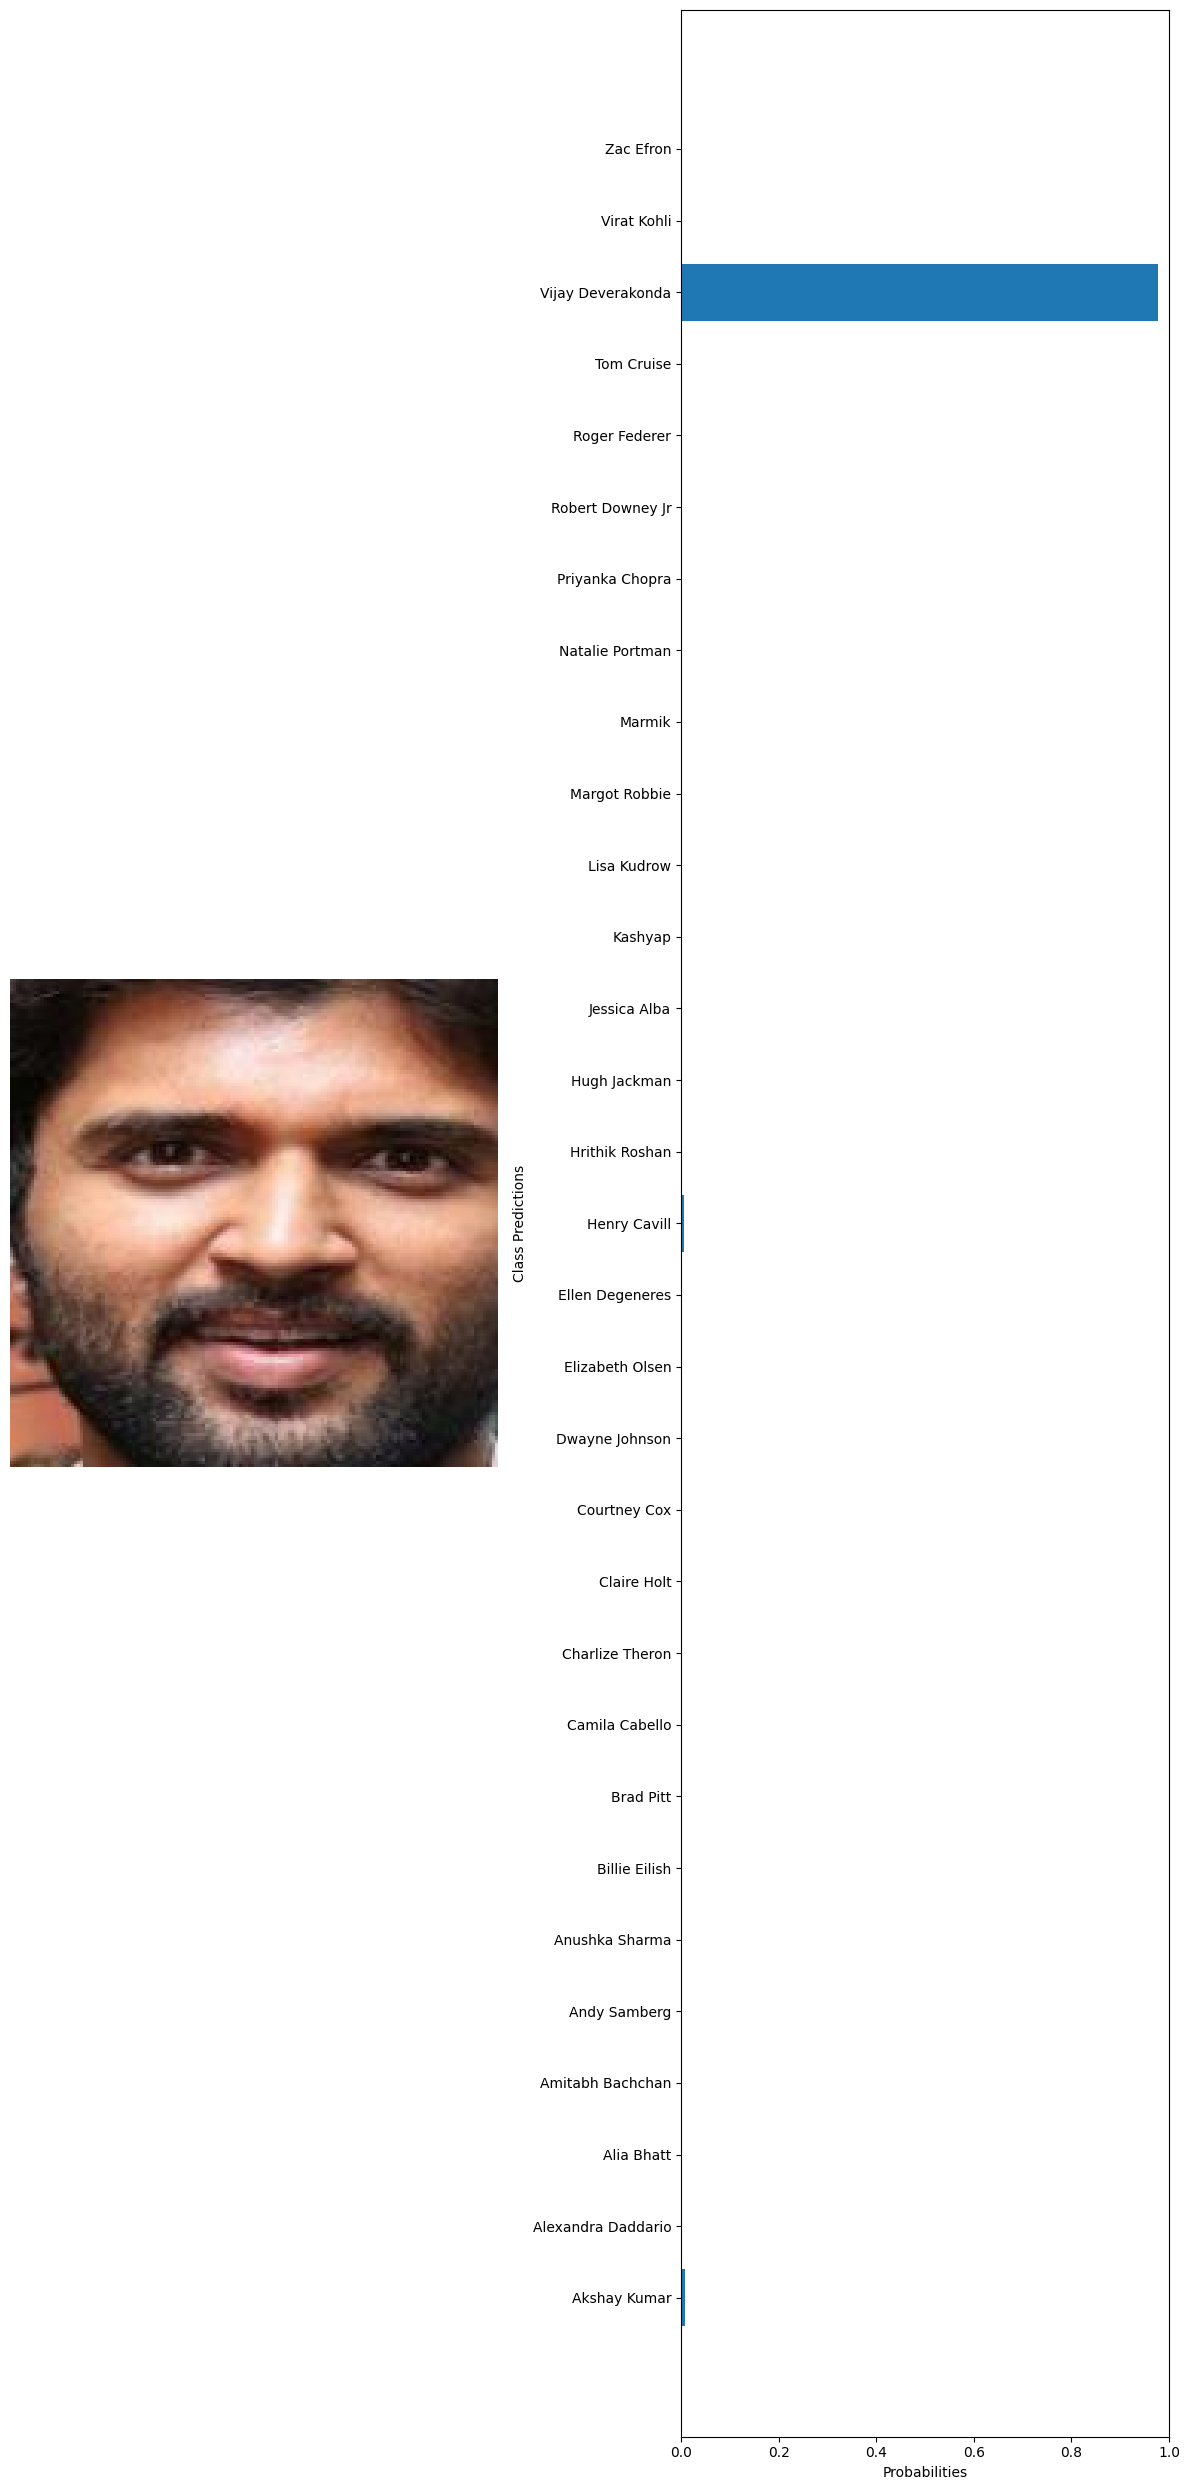 Zac Efron
Virat Kohli
Vijay Deverakonda
Tom Cruise
Roger Federer
Robert Downey Jr
Priyanka Chopra
Natalie Portman
Marmik
Margot Robbie
Lisa Kudrow
Kashyap
Jessica Alba
Hugh Jackman
Hrithik Roshan
Henry Cavill
Ellen Degeneres
Elizabeth Olsen
Dwayne Johnson
Courtney Cox
Claire Holt
Charlize Theron
Camila Cabello
Brad Pitt
Billie Eilish
Anushka Sharma
Andy Samberg
Amitabh Bachchan
Alia Bhatt
Alexandra Daddario
Akshay Kumar
Class Predictions
0.0 0.2 0.4 0.6 0.8 1.0
Probabilities